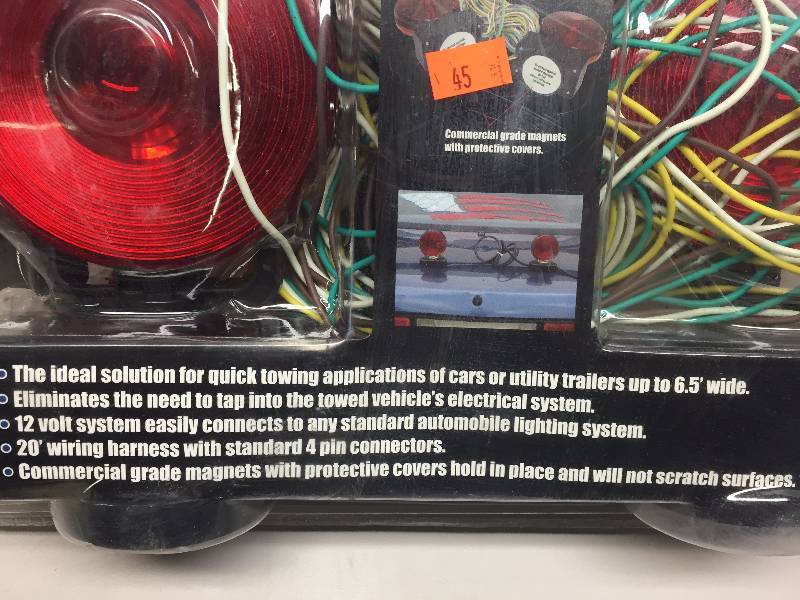 45
Commercial grade magnets
with protective covers.
The ideal solution for quick towing applications of cars or utility trailers up to 6.5' wide.
Eliminates the need to tap into the towed vehicle's electrical system.
12 volt system easily connects to any standard automobile lighting system.
20' wiring harness with standard 4 pin connectors.
Commercial grade magnets with protective covers hold in place and will not scratch surfaces.